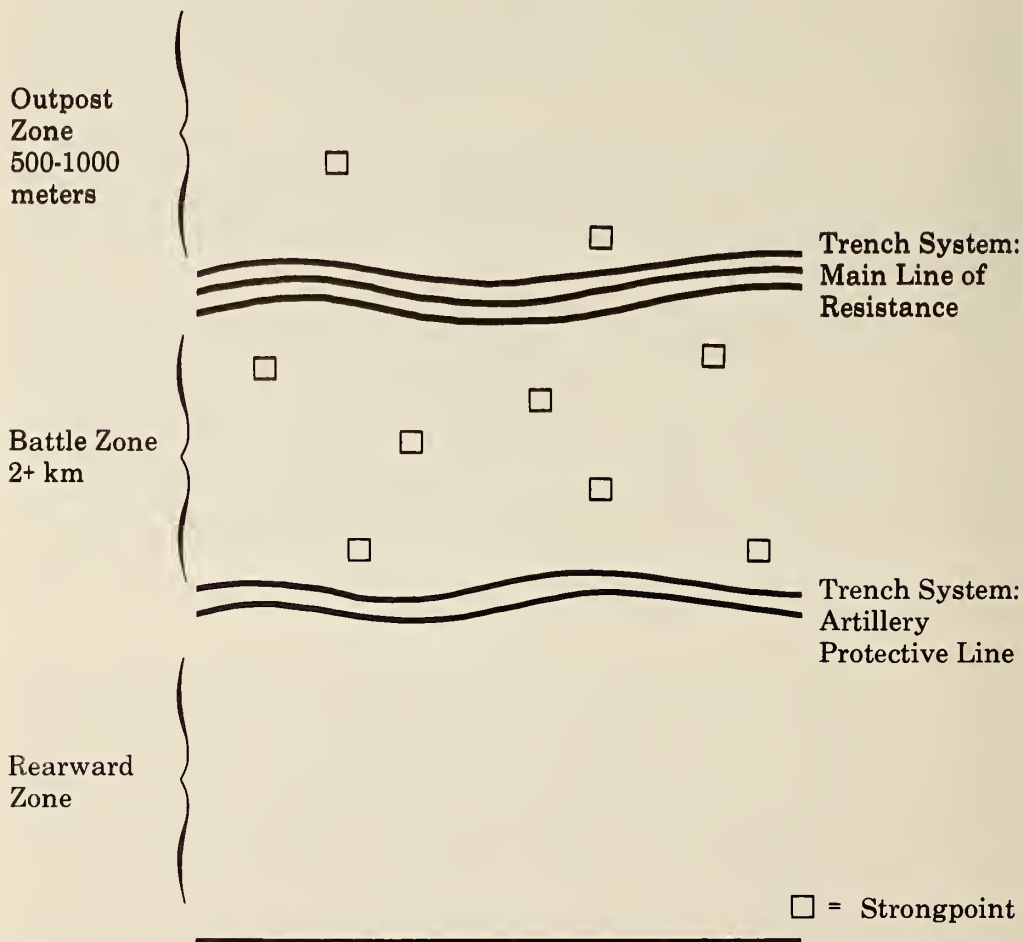 Outpost
Zone
500-1000
meters
Trench System:
Main Line of
Resistance
Battle Zone
2+ km
Trench System:
Artillery
Protective Line
Rearward
Zone
□ = Strongpoint